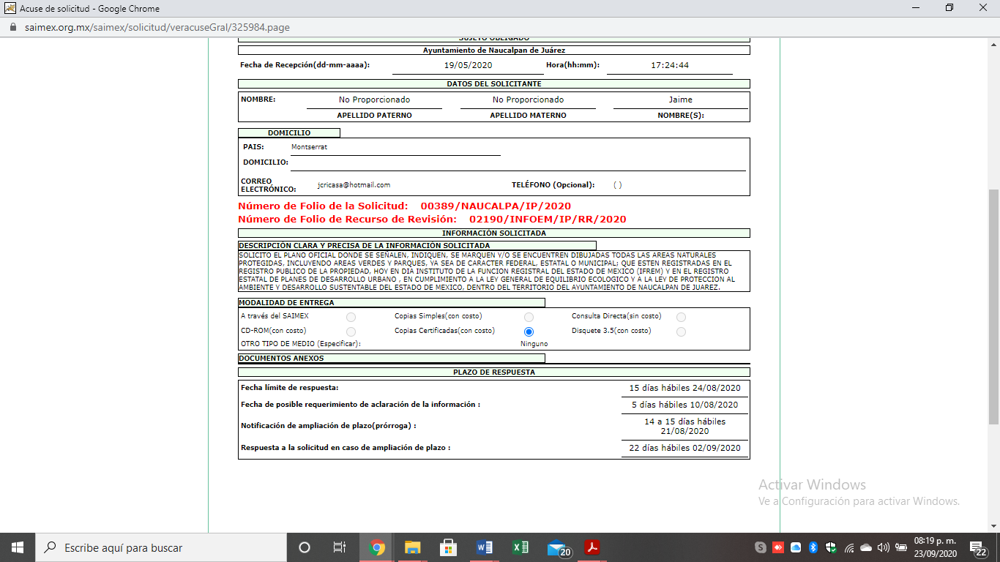 Acuse de solicitud - Google Chrome
saimex.org.mx/saimex/solicitud/veracuseGral/325984.page
SUJETO OBLIGADO
Ayuntamiento de Naucalpan de Juárez
Fecha de Recepción(dd-mm-aaaa): 19/05/2020 Hora(hh:mm): 17:24:44
DATOS DEL SOLICITANTE
NOMBRE: No Proporcionado No Proporcionado Jaime
APELLIDO PATERNO APELLIDO MATERNO NOMBRE(S):
DOMICILIO
PAIS: Montserrat
DOMICILIO:
CORREO ELECTRÓNICO: jcricasa@hotmail.com TELÉFONO (Opcional): ( )
Número de Folio de la Solicitud: 00389/NAUCALPA/IP/2020
Número de Folio de Recurso de Revisión: 02190/INFOEM/IP/RR/2020
INFORMACIÓN SOLICITADA
DESCRIPCIÓN CLARA Y PRECISA DE LA INFORMACIÓN SOLICITADA
SOLICITO EL PLANO OFICIAL DONDE SE SEÑALEN, INDIQUEN, SE MARQUEN Y/O SE ENCUENTREN DIBUJADAS TODAS LAS AREAS NATURALES
PROTEGIDAS, INCLUYENDO AREAS VERDES Y PARQUES, YA SEA DE CARACTER FEDERAL, ESTATAL O MUNICIPAL; QUE ESTEN REGISTRADAS EN EL
REGISTRO PUBLICO DE LA PROPIEDAD, HOY EN DIA INSTITUTO DE LA FUNCION REGISTRAL DEL ESTADO DE MEXICO (IFREM) Y EN EL REGISTRO
ESTATAL DE PLANES DE DESARROLLO URBANO , EN CUMPLIMIENTO A LA LEY GENERAL DE EQUILIBRIO ECOLOGICO Y A LA LEY DE PROTECCION AL
AMBIENTE Y DESARROLLO SUSTENTABLE DEL ESTADO DE MEXICO, DENTRO DEL TERRITORIO DEL AYUNTAMIENTO DE NAUCALPAN DE JUAREZ.
MODALIDAD DE ENTREGA
A través del SAIMEX Copias Simples(con costo) Consulta Directa(sin costo)
CD-ROM(con costo) Copias Certificadas(con costo) Disquete 3.5(con costo)
OTRO TIPO DE MEDIO (Especificar): Ninguno
DOCUMENTOS ANEXOS
PLAZO DE RESPUESTA
Fecha límite de respuesta: 15 días hábiles 24/08/2020
Fecha de posible requerimiento de aclaración de la información : 5 días hábiles 10/08/2020
Notificación de ampliación de plazo(prórroga) : 14 a 15 días hábiles
21/08/2020
Respuesta a la solicitud en caso de ampliación de plazo : 22 días hábiles 02/09/2020
Activar Windows
Ve a Configuración para activar Windows.
Escribe aquí para buscar
20
08:19 p. m.
23/09/2020
22